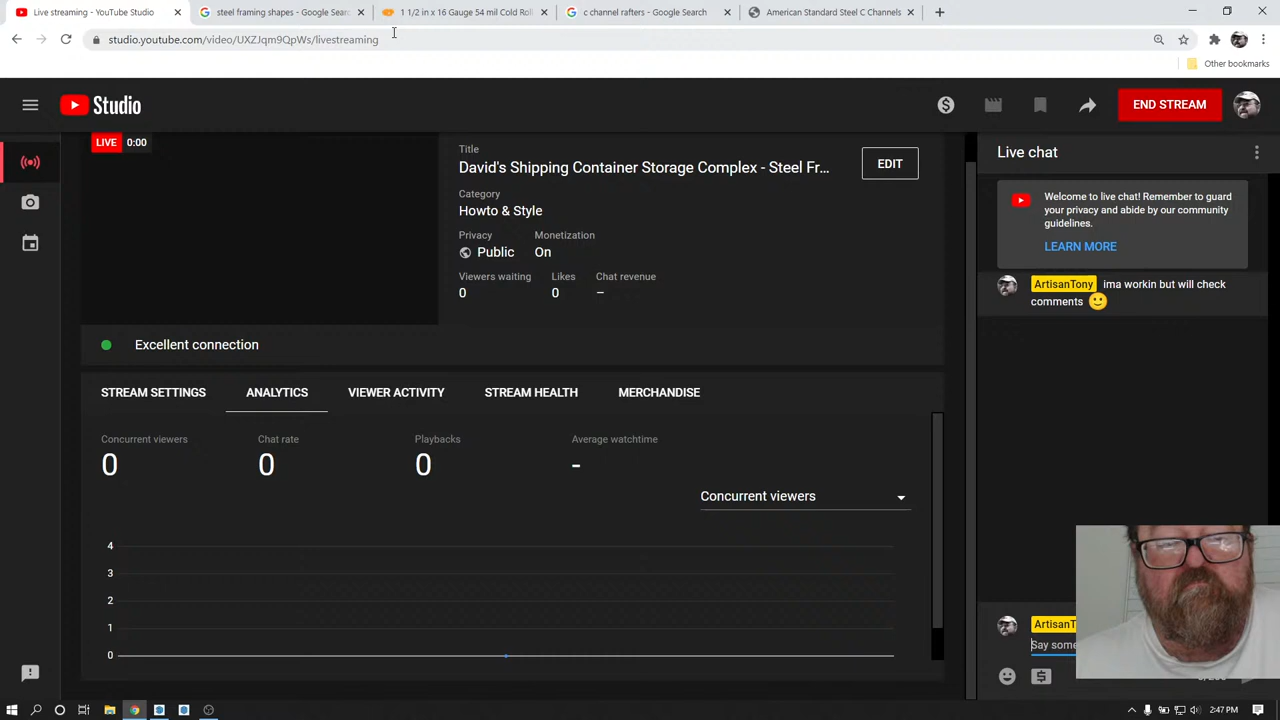 Live streaming - YouTube Studio
steel framing shapes - Google Sear
1 1/2 in x 16 Gauge 54 mil Cold Roll
c channel rafters - Google Search
American Standard Steel C Channels
studio.youtube.com/video/UXZJqm9QpWs/livestreaming
Other bookmarks
Studio
END STREAM
LIVE 0:00
Title
David's Shipping Container Storage Complex - Steel Fr...
EDIT
Category
Howto & Style
Privacy Monetization
Public On
Viewers waiting Likes Chat revenue
0 0 –
Excellent connection
STREAM SETTINGS ANALYTICS VIEWER ACTIVITY STREAM HEALTH MERCHANDISE
Concurrent viewers Chat rate Playbacks Average watchtime
0 0 0 -
Concurrent viewers
4
3
2
1
0
Live chat
Welcome to live chat! Remember to guard
your privacy and abide by our community
guidelines.
LEARN MORE
ArtisanTony ima workin but will check
comments
ArtisanT
Say some
2:47 PM